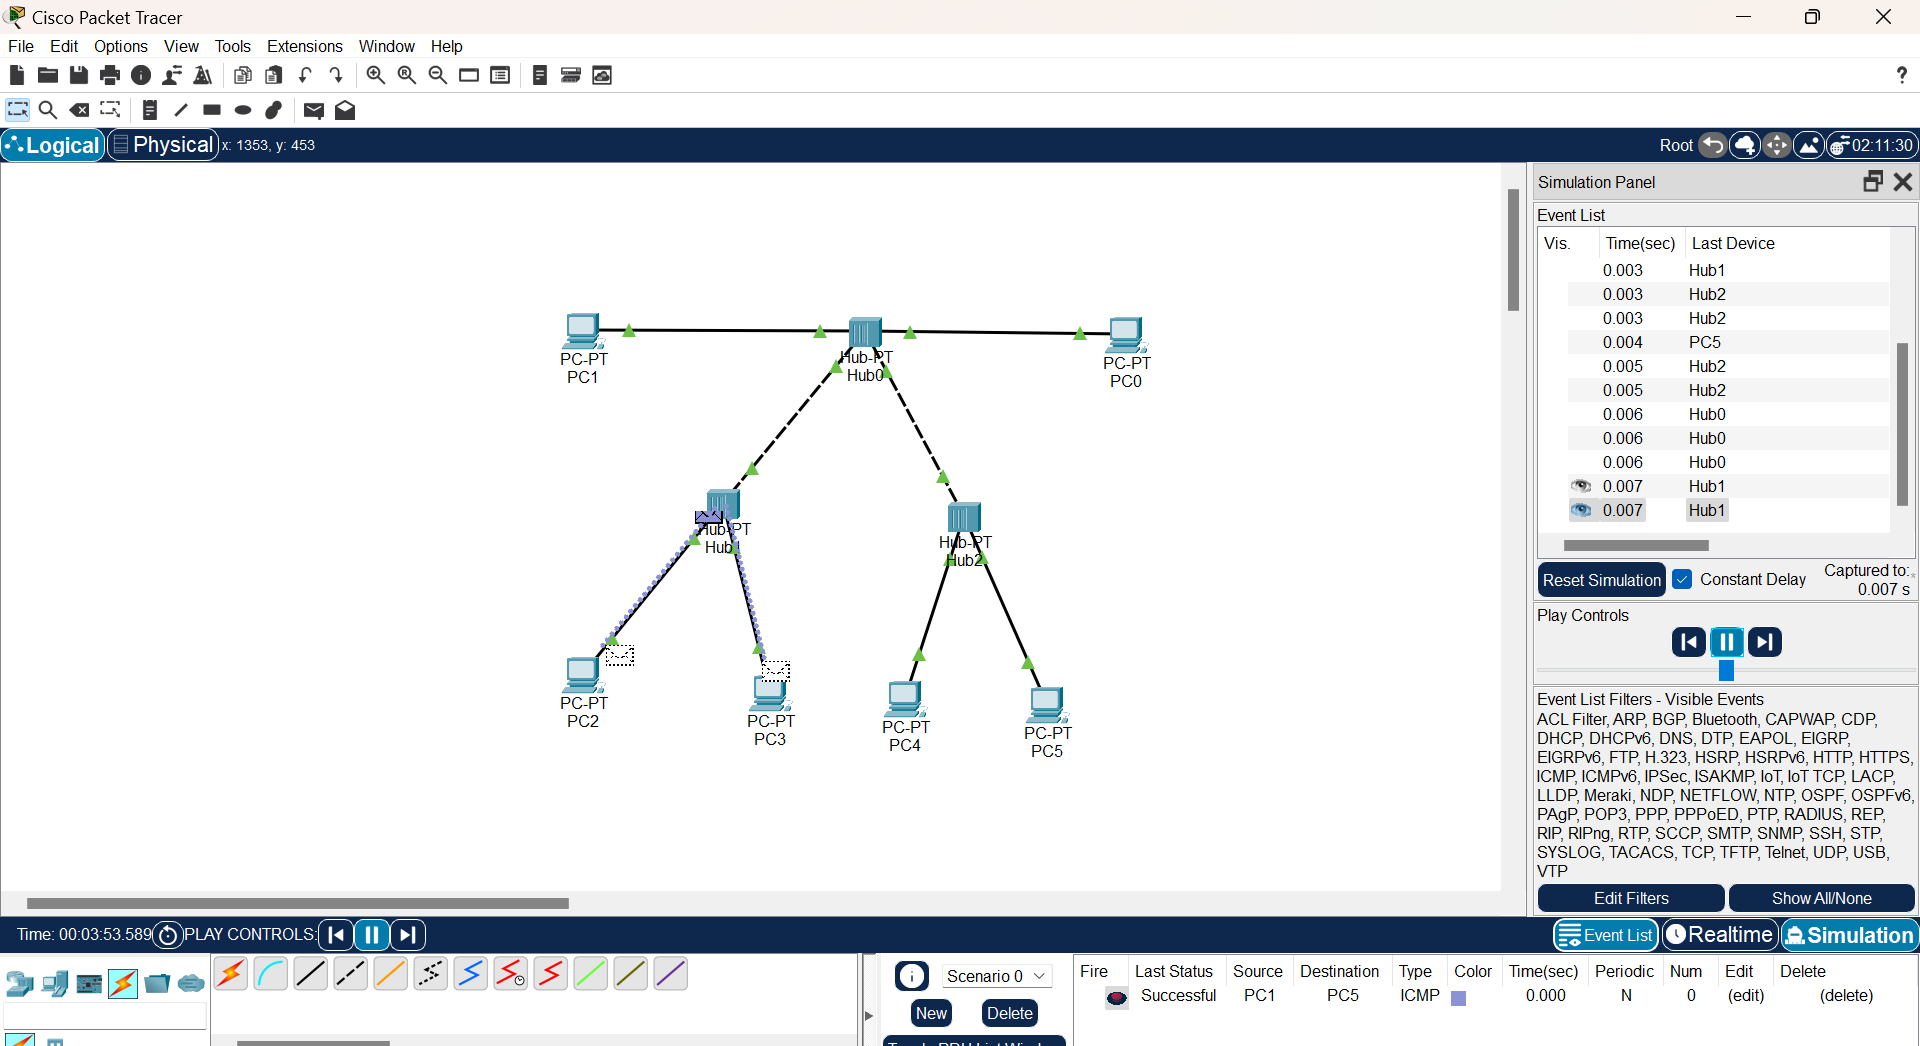 Cisco Packet Tracer
File Edit Options View Tools Extensions Window Help
?
Logical Physical x: 1353, y: 453 Root 02:11:30
Simulation Panel
Event List
Vis. Time(sec) Last Device
0.003 Hub1
0.003 Hub2
0.003 Hub2
0.004 PC5
0.005 Hub2
0.005 Hub2
0.006 Hub0
0.006 Hub0
0.006 Hub0
0.007 Hub1
0.007 Hub1
Reset Simulation Constant Delay Captured to:
0.007 s
Play Controls
Event List Filters - Visible Events
ACL Filter, ARP, BGP, Bluetooth, CAPWAP, CDP,
DHCP, DHCPv6, DNS, DTP, EAPOL, EIGRP,
EIGRPv6, FTP, H.323, HSRP, HSRPv6, HTTP, HTTPS,
ICMP, ICMPv6, IPSec, ISAKMP, IoT, IoT TCP, LACP,
LLDP, Meraki, NDP, NETFLOW, NTP, OSPF, OSPFv6,
PAgP, POP3, PPP, PPPoED, PTP, RADIUS, REP,
RIP, RIPng, RTP, SCCP, SMTP, SNMP, SSH, STP,
SYSLOG, TACACS, TCP, TFTP, Telnet, UDP, USB,
VTP
Edit Filters Show All/None
PC-PT
PC1
Hub-PT
Hub0
PC-PT
PC0
Hub-PT
Hub1
Hub-PT
Hub2
PC-PT
PC2
PC-PT
PC3
PC-PT
PC4
PC-PT
PC5
Time: 00:03:53.589 PLAY CONTROLS:
Event List Realtime Simulation
Scenario 0
New Delete
Fire Last Status Source Destination Type Color Time(sec) Periodic Num Edit Delete
Successful PC1 PC5 ICMP 0.000 N 0 (edit) (delete)